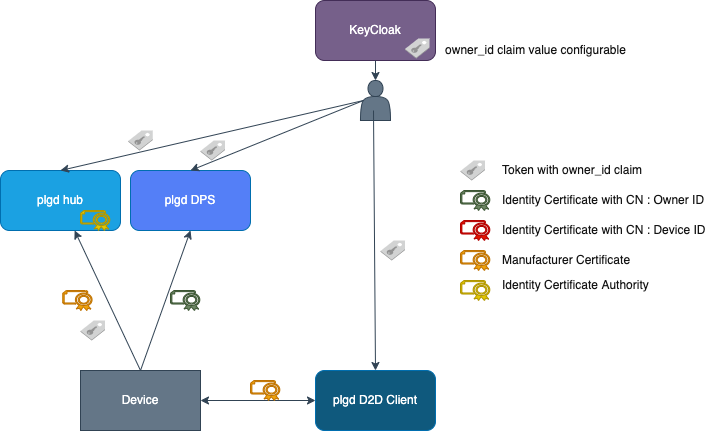 KeyCloak
owner_id claim value configurable
plgd hub
plgd DPS
Token with owner_id claim
Identity Certificate with CN : Owner ID
Identity Certificate with CN : Device ID
Manufacturer Certificate
Identity Certificate Authority
Device
plgd D2D Client